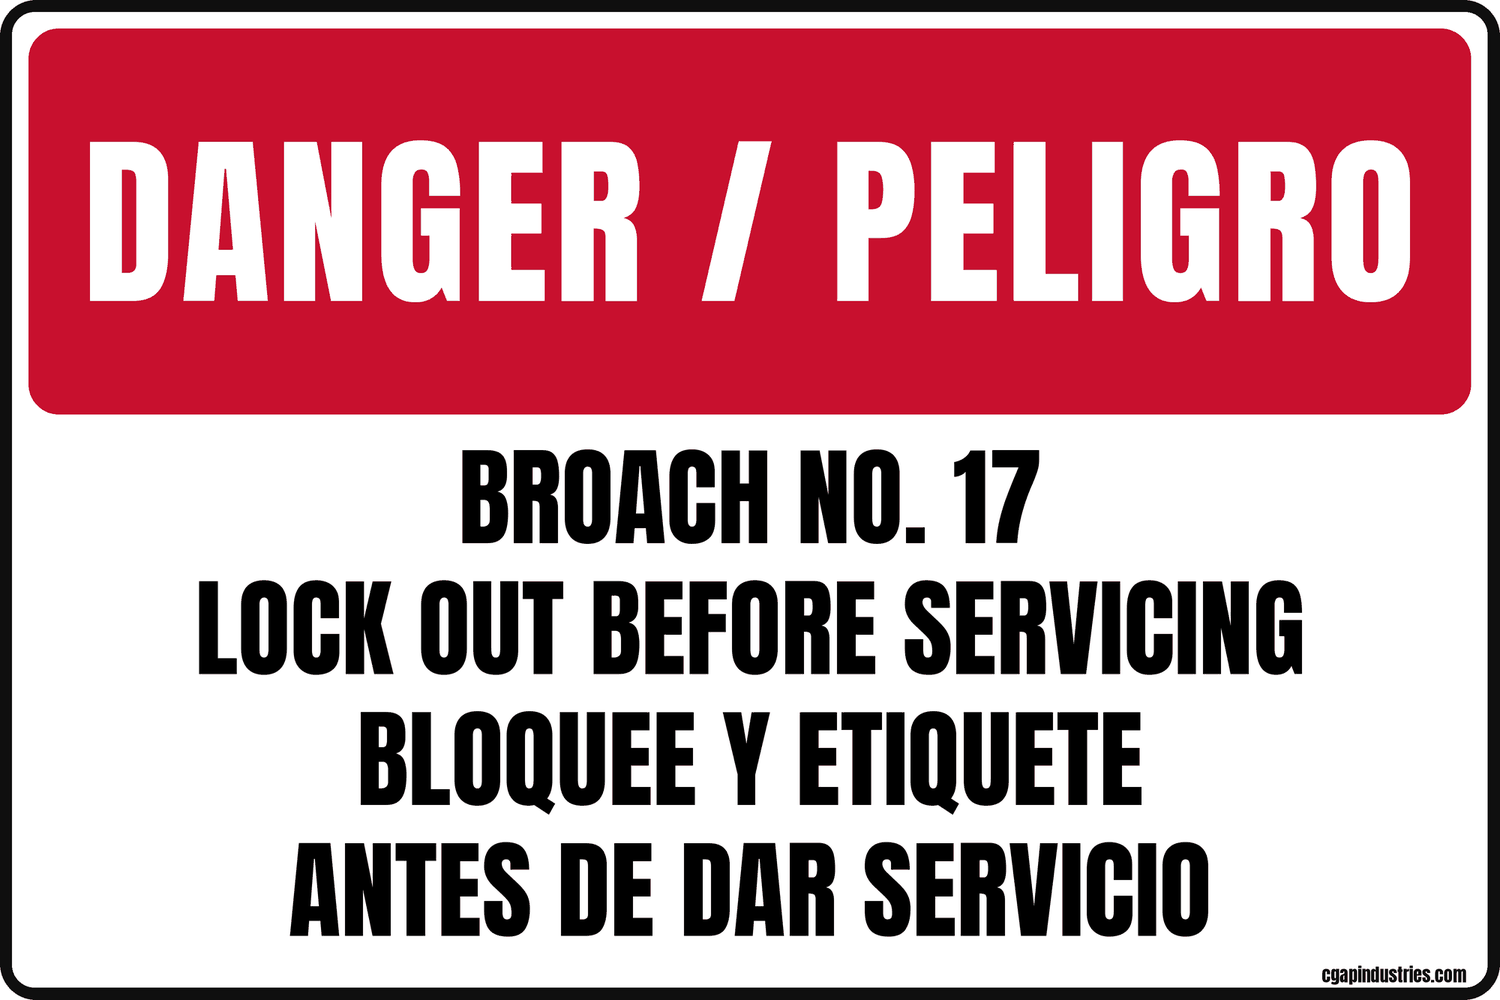 DANGER / PELIGRO
BROACH NO. 17
LOCK OUT BEFORE SERVICING
BLOQUEE Y ETIQUETE
ANTES DE DAR SERVICIO
cgapindustries.com